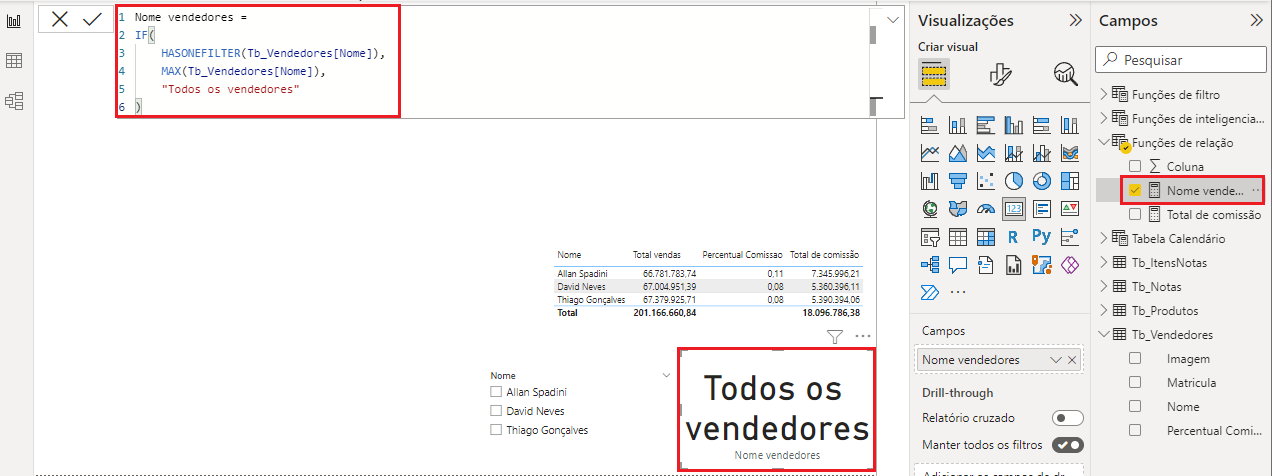 1 Nome vendedores =
2 IF(
3 HASONEFILTER(Tb_Vendedores[Nome]),
4 MAX(Tb_Vendedores[Nome]),
5 "Todos os vendedores"
6 )
Nome Total vendas Percentual Comissao Total de comissão
Allan Spadini 66.781.783,74 0,11 7.345.996,21
David Neves 67.004.951,39 0,08 5.360.396,11
Thiago Gonçalves 67.379.925,71 0,08 5.390.394,06
Total 201.166.660,84 18.096.786,38
Nome
Allan Spadini
David Neves
Thiago Gonçalves
Todos os
vendedores
Nome vendedores
Visualizações
Criar visual
123
R
Py
Campos
Nome vendedores
Drill-through
Relatório cruzado
Manter todos os filtros
Campos
Pesquisar
Funções de filtro
Funções de inteligencia...
Funções de relação
Coluna
Nome vende...
Total de comissão
Tabela Calendário
Tb_ItensNotas
Tb_Notas
Tb_Produtos
Tb_Vendedores
Imagem
Matricula
Nome
Percentual Comi...